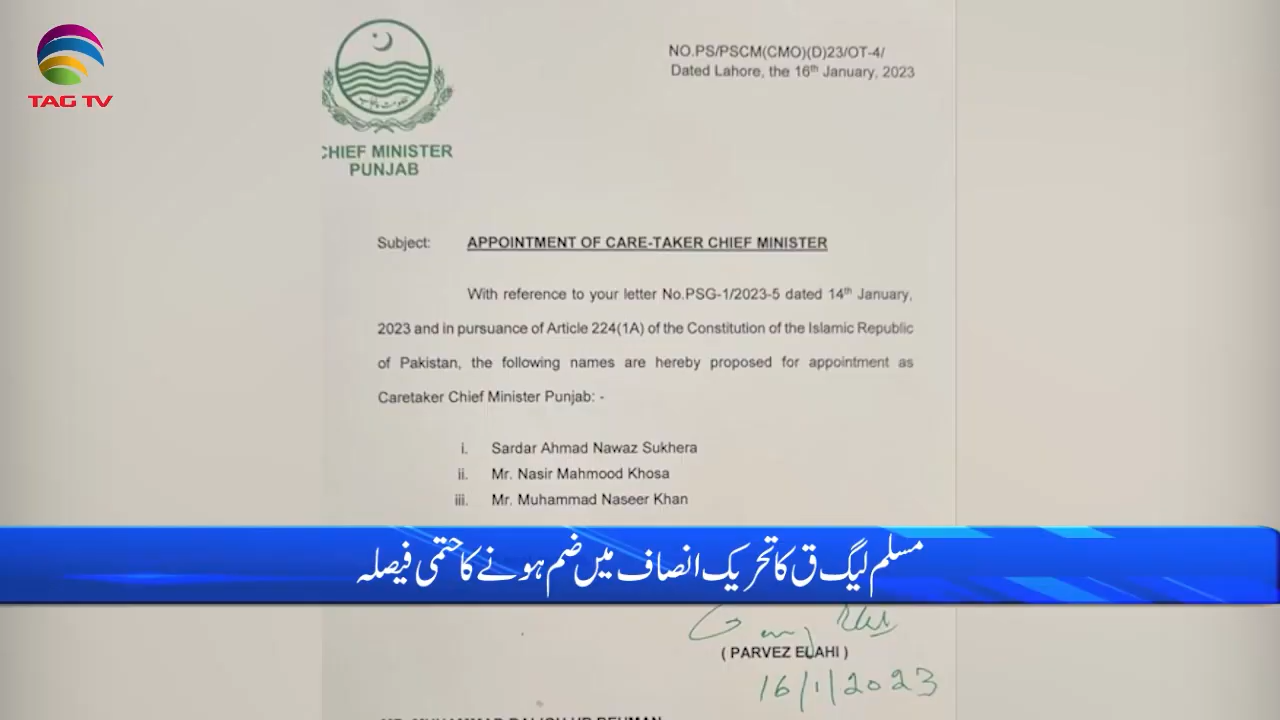 TAG TV
NO.PS/PSCM(CMO)(D)23/OT-4/
Dated Lahore, the 16th January, 2023
CHIEF MINISTER
PUNJAB
Subject: APPOINTMENT OF CARE-TAKER CHIEF MINISTER
With reference to your letter No.PSG-1/2023-5 dated 14th January,
2023 and in pursuance of Article 224(1A) of the Constitution of the Islamic Republic
of Pakistan, the following names are hereby proposed for appointment as
Caretaker Chief Minister Punjab: -
i. Sardar Ahmad Nawaz Sukhera
ii. Mr. Nasir Mahmood Khosa
iii. Mr. Muhammad Naseer Khan
مسلم لیگ ق کا تحریک انصاف میں ضم ہونے کا حتمی فیصلہ
( PARVEZ ELAHI )
16/1/2023